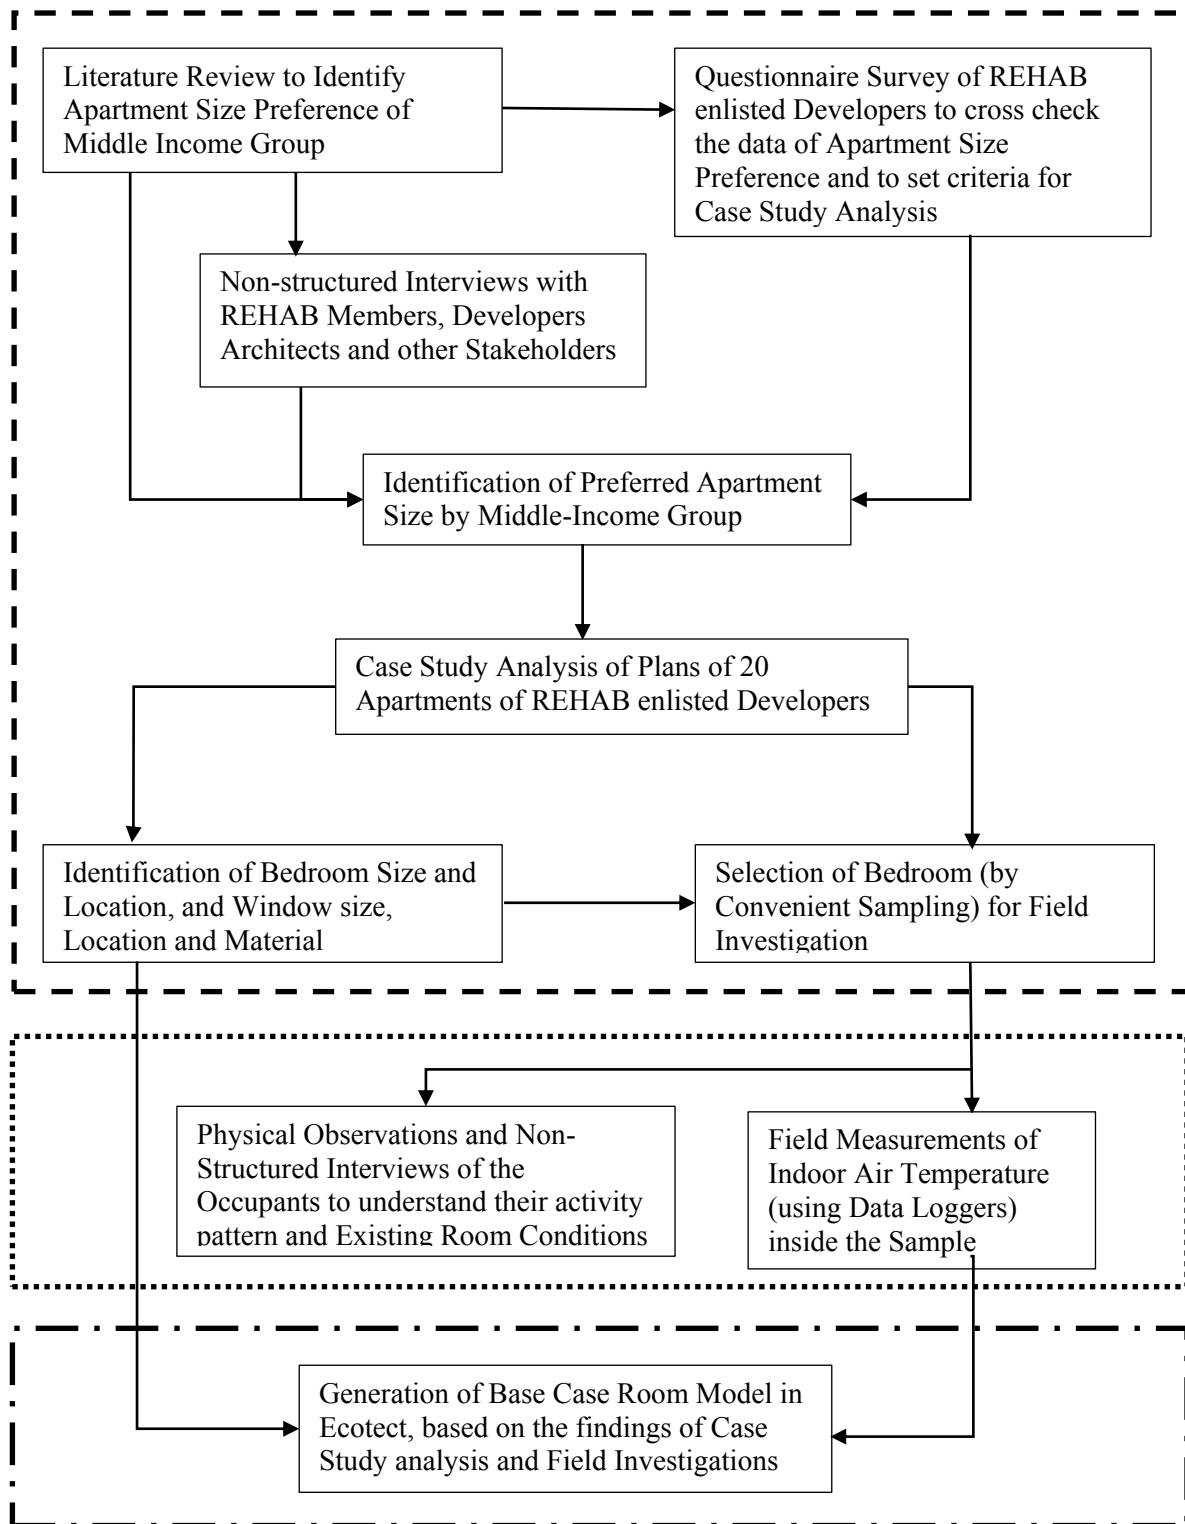 Literature Review to Identify
Apartment Size Preference of
Middle Income Group
Questionnaire Survey of REHAB
enlisted Developers to cross check
the data of Apartment Size
Preference and to set criteria for
Case Study Analysis
Non-structured Interviews with
REHAB Members, Developers
Architects and other Stakeholders
Identification of Preferred Apartment
Size by Middle-Income Group
Case Study Analysis of Plans of 20
Apartments of REHAB enlisted Developers
Identification of Bedroom Size and
Location, and Window size,
Location and Material
Selection of Bedroom (by
Convenient Sampling) for Field
Investigation
Physical Observations and Non-
Structured Interviews of the
Occupants to understand their activity
pattern and Existing Room Conditions
Field Measurements of
Indoor Air Temperature
(using Data Loggers)
inside the Sample
Generation of Base Case Room Model in
Ecotect, based on the findings of Case
Study analysis and Field Investigations